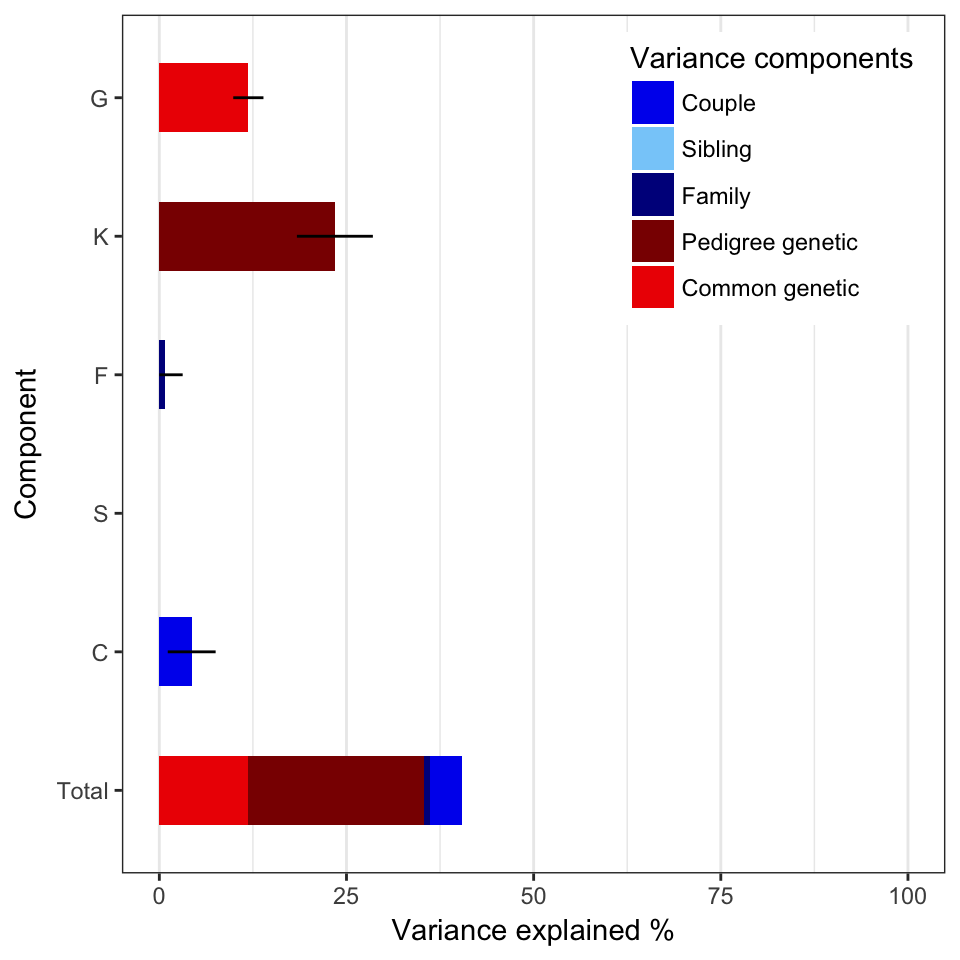 Variance components
Couple
Sibling
Family
Pedigree genetic
Common genetic
G
K
F
S
C
Total
Component
0 25 50 75 100
Variance explained %